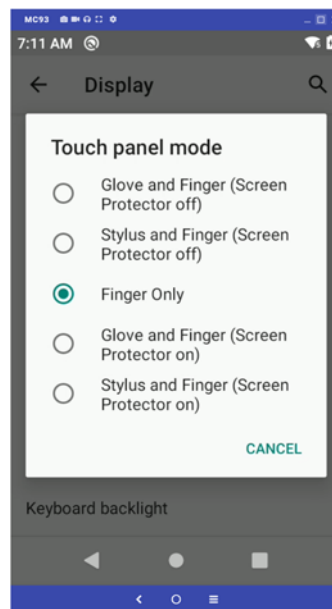 MC93
7:11 AM
Display
Touch panel mode
Glove and Finger (Screen
Protector off)
Stylus and Finger (Screen
Protector off)
Finger Only
Glove and Finger (Screen
Protector on)
Stylus and Finger (Screen
Protector on)
CANCEL
Keyboard backlight